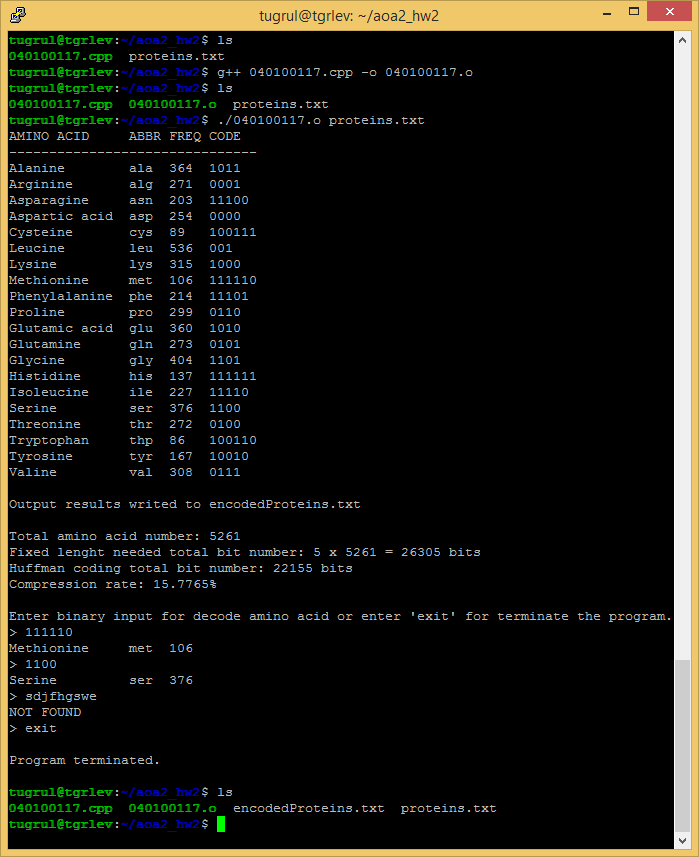 tugrul@tgrlev: ~/aoa2_hw2
tugrul@tgrlev:~/aoa2_hw2$ ls
040100117.cpp  proteins.txt
tugrul@tgrlev:~/aoa2_hw2$ g++ 040100117.cpp -o 040100117.o
tugrul@tgrlev:~/aoa2_hw2$ ls
040100117.cpp  040100117.o  proteins.txt
tugrul@tgrlev:~/aoa2_hw2$ ./040100117.o proteins.txt
AMINO ACID     ABBR FREQ CODE
-------------------------------
Alanine        ala  364  1011
Arginine       alg  271  0001
Asparagine     asn  203  11100
Aspartic acid  asp  254  0000
Cysteine       cys  89   100111
Leucine        leu  536  001
Lysine         lys  315  1000
Methionine     met  106  111110
Phenylalanine  phe  214  11101
Proline        pro  299  0110
Glutamic acid  glu  360  1010
Glutamine      gln  273  0101
Glycine        gly  404  1101
Histidine      his  137  111111
Isoleucine     ile  227  11110
Serine         ser  376  1100
Threonine      thr  272  0100
Tryptophan     thp  86   100110
Tyrosine       tyr  167  10010
Valine         val  308  0111
Output results writed to encodedProteins.txt
Total amino acid number: 5261
Fixed lenght needed total bit number: 5 x 5261 = 26305 bits
Huffman coding total bit number: 22155 bits
Compression rate: 15.7765%
Enter binary input for decode amino acid or enter 'exit' for terminate the program.
> 111110
Methionine     met  106
> 1100
Serine         ser  376
> sdjfhgswe
NOT FOUND
> exit
Program terminated.
tugrul@tgrlev:~/aoa2_hw2$ ls
040100117.cpp  040100117.o  encodedProteins.txt  proteins.txt
tugrul@tgrlev:~/aoa2_hw2$